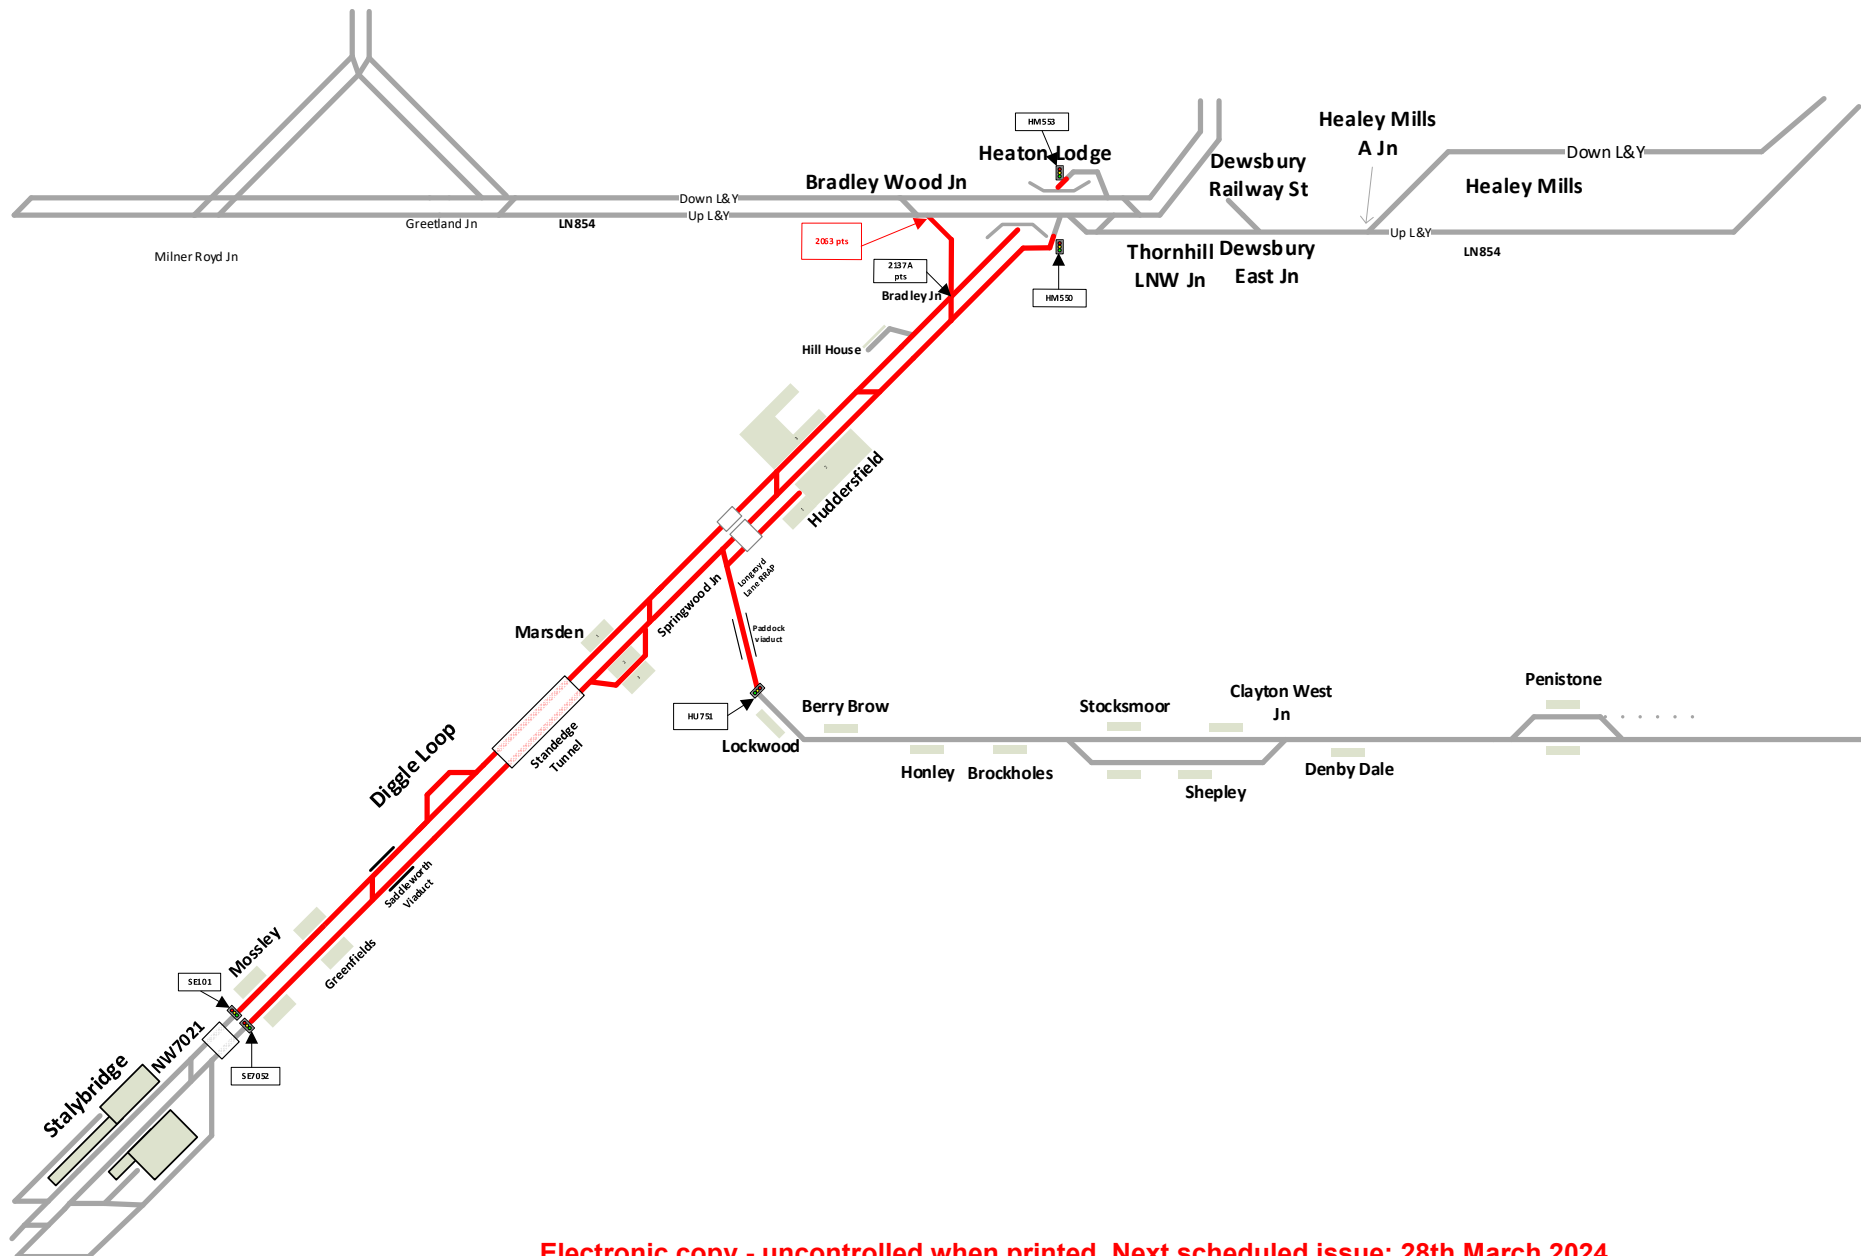 HM553
Healey Mills
A Jn
Heaton Lodge
Down L&Y
Dewsbury
Railway St
Bradley Wood Jn
Healey Mills
Down L&Y
Up L&Y
Greetland Jn
LN854
2063 pts
Up L&Y
LN854
Milner Royd Jn
Thornhill
LNW Jn
Dewsbury
East Jn
2137A
pts
Bradley Jn
HM550
Hill House
Huddersfield
Longroyd
Lane RRAP
Springwood Jn
Marsden
Paddock
viaduct
Penistone
Clayton West
Jn
Berry Brow
Stocksmoor
HU751
Lockwood
Standedge
Tunnel
Diggle Loop
Honley
Brockholes
Denby Dale
Shepley
Saddleworth
Viaduct
Mossley
Greenfields
SE101
NW7021
SE7052
Stalybridge
Electronic copy - uncontrolled when printed. Next scheduled issue: 28th March 2024